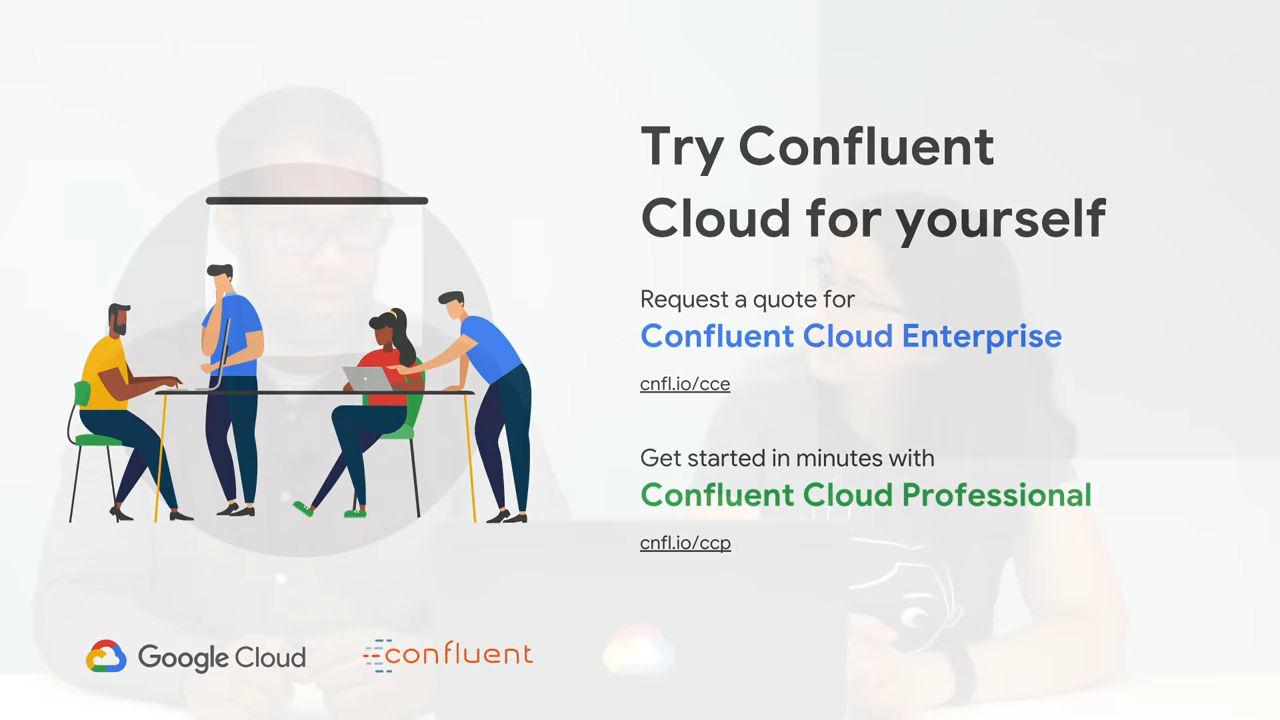 Try Confluent
Cloud for yourself
Request a quote for
Confluent Cloud Enterprise
cnfl.io/cce
Get started in minutes with
Confluent Cloud Professional
cnfl.io/ccp
Google Cloud
confluent